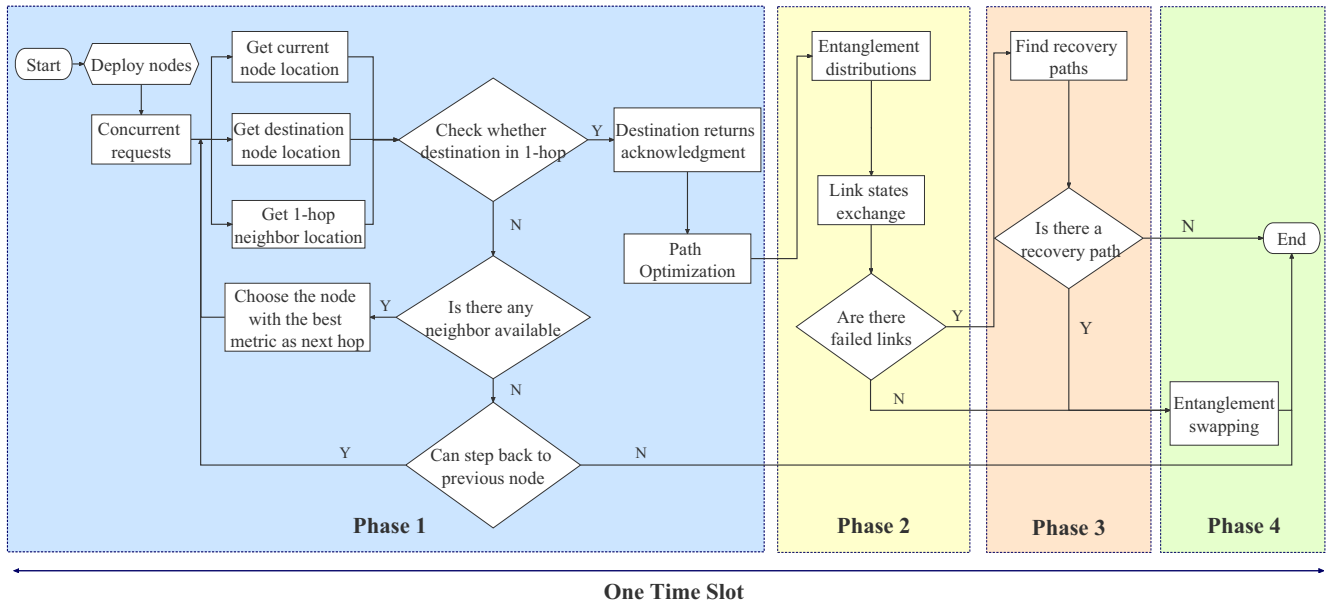 Start
Deploy nodes
Concurrent
requests
Get current
node location
Get destination
node location
Get 1-hop
neighbor location
Check whether
destination in 1-hop
Y
Destination returns
acknowledgment
N
Path
Optimization
Is there any
neighbor available
Y
Choose the node
with the best
metric as next hop
N
Can step back to
previous node
Y
N
Phase 1
Entanglement
distributions
Link states
exchange
Are there
failed links
Y
N
Phase 2
Find recovery
paths
Is there a
recovery path
N
Y
Phase 3
End
Entanglement
swapping
Phase 4
One Time Slot